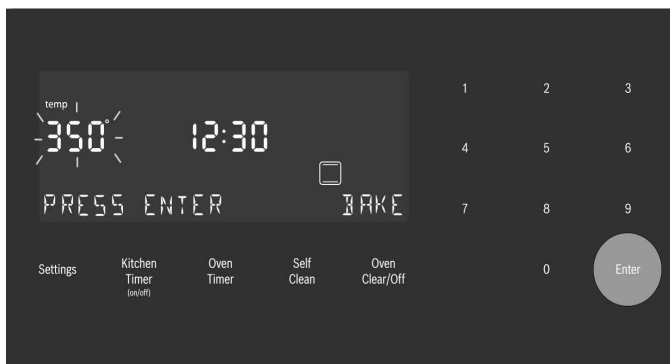 temp
350° 12:30
PRESS ENTER BAKE
1 2 3
4 5 6
7 8 9
0 Enter
Settings
Kitchen Timer (on/off)
Oven Timer
Self Clean
Oven Clear/Off